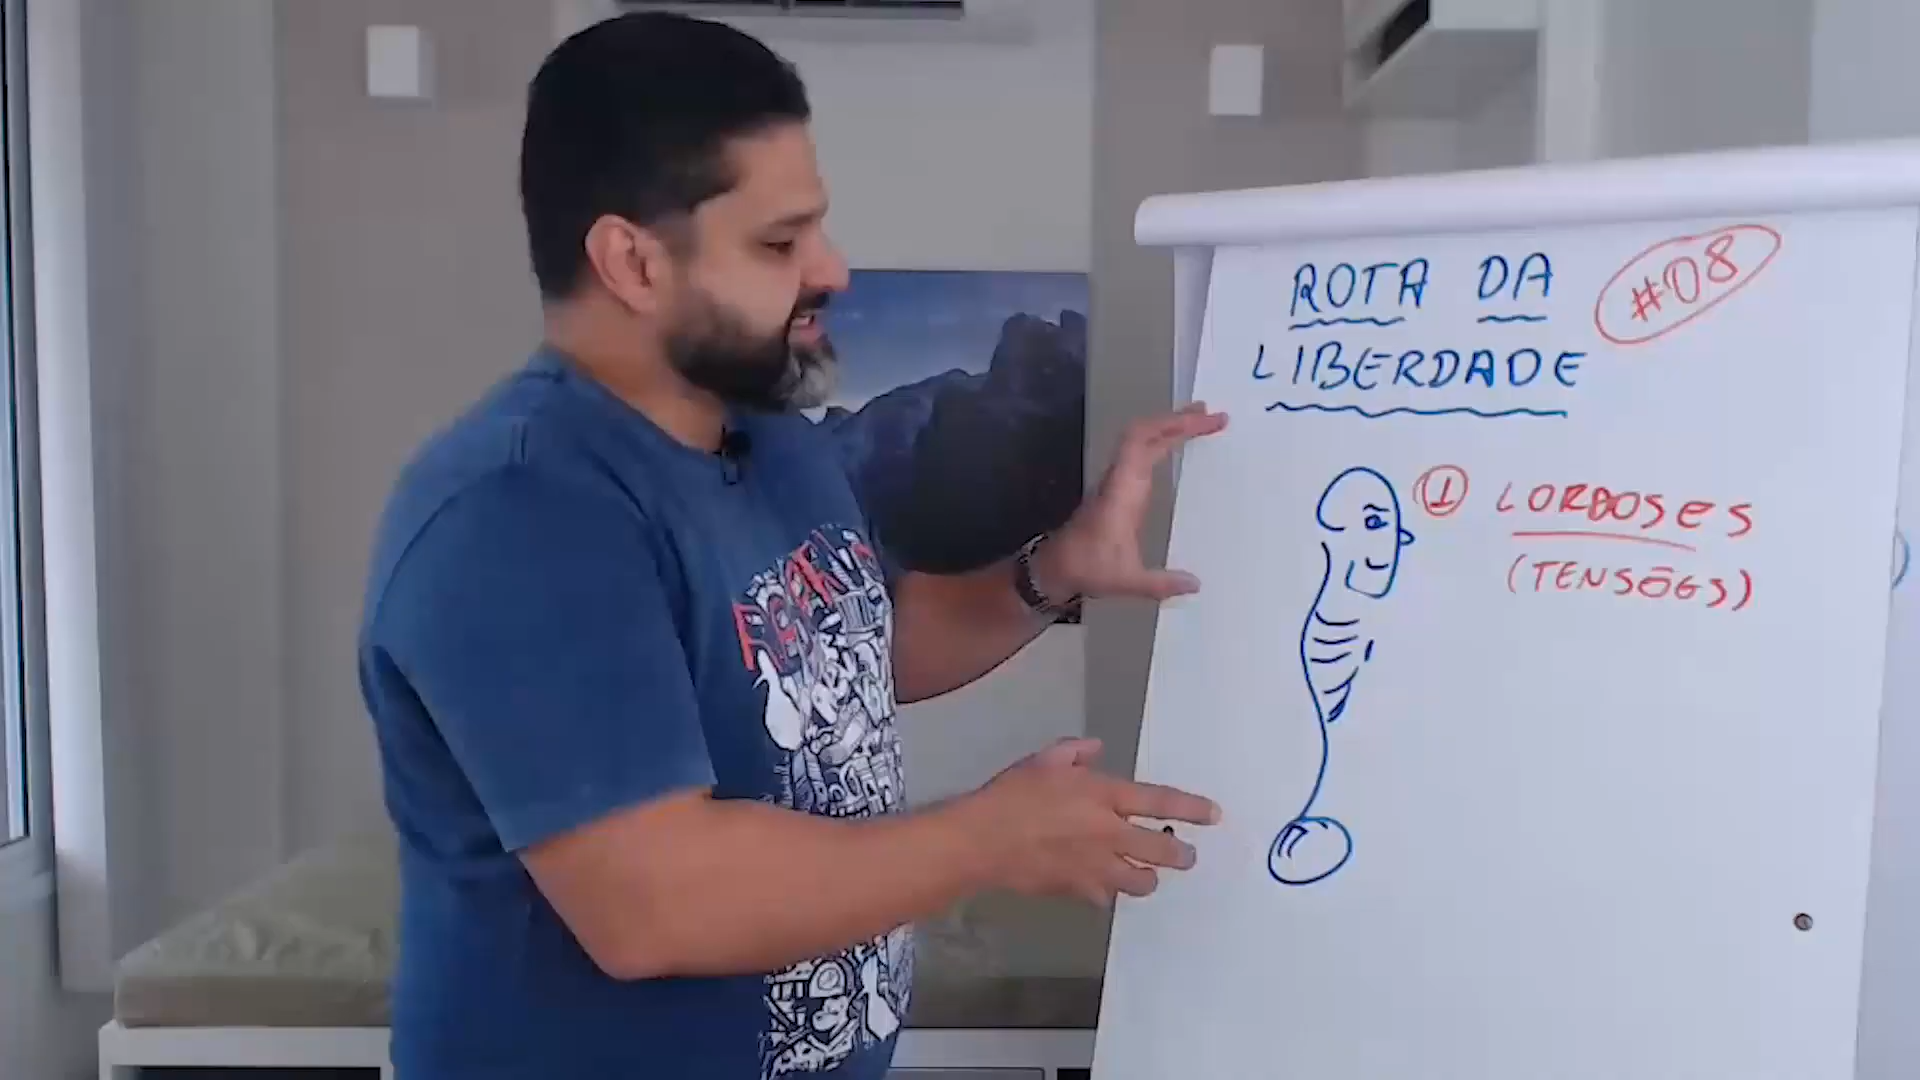 ROTA DA
#08
LIBERDADE
1 LORDOSES
(TENSÕES)